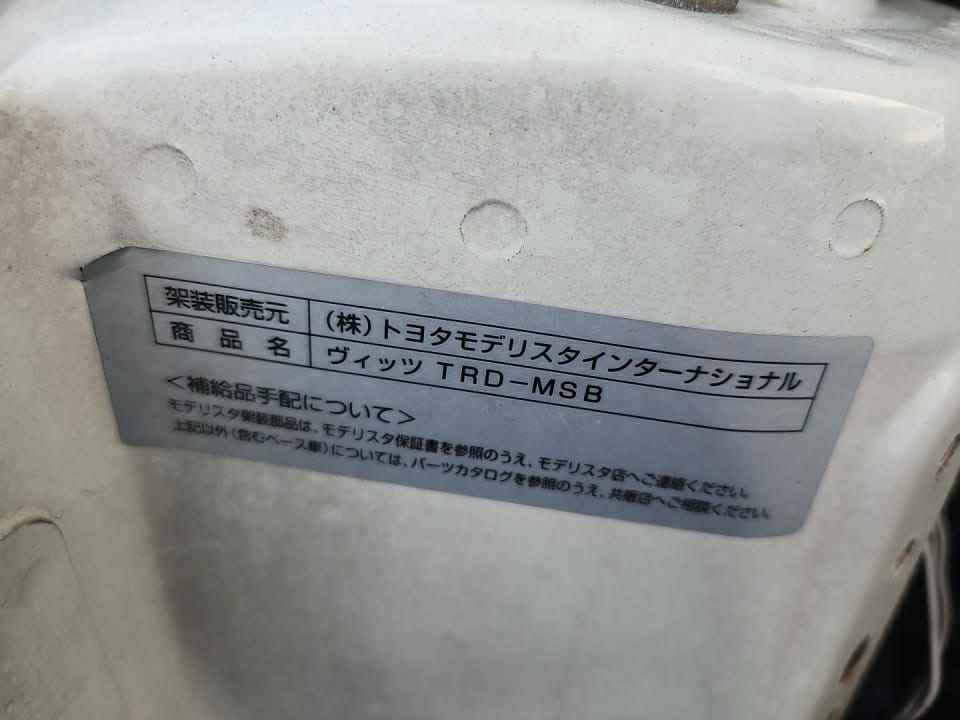 架装販売元 (株)トヨタモデリスタインターナショナル
商品名 ヴィッツ TRD-MSB
<補給品手配について>
モデリスタ架装部品は、モデリスタ保証書を参照のうえ、モデリスタ店へご連絡ください。
上記以外(含むベース車)については、パーツカタログを参照のうえ、共販店へご相談ください。